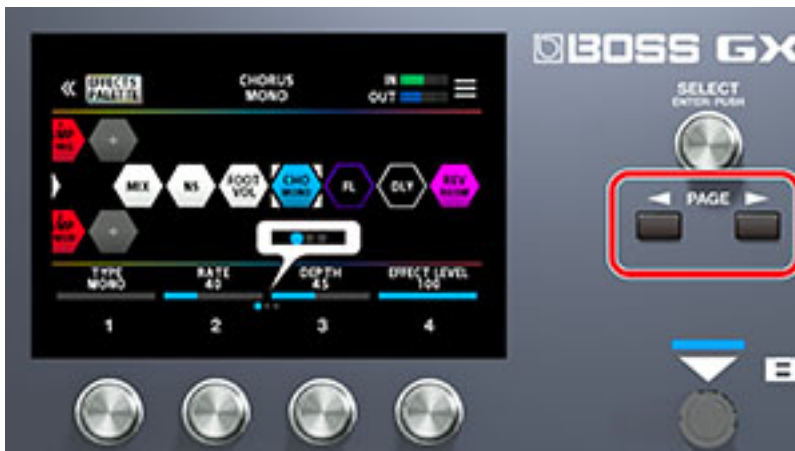 BOSS GX
SELECT
ENTER: PUSH
PAGE
EFFECTS
PALETTE
CHORUS
MONO
IN
OUT
MIX
NS
FOOT
VOL
CHO
MONO
FL
DLY
REV
TYPE
MONO
RATE
40
DEPTH
45
EFFECT LEVEL
100
1
2
3
4